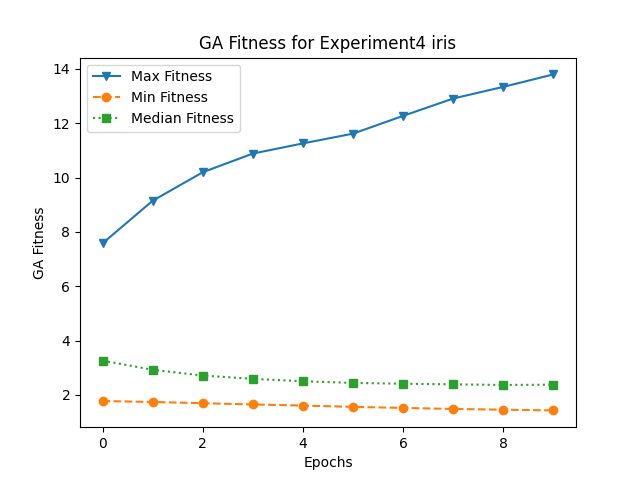 GA Fitness for Experiment4 iris
Max Fitness
Min Fitness
Median Fitness
GA Fitness
14
12
10
8
6
4
2
0 2 4 6 8
Epochs